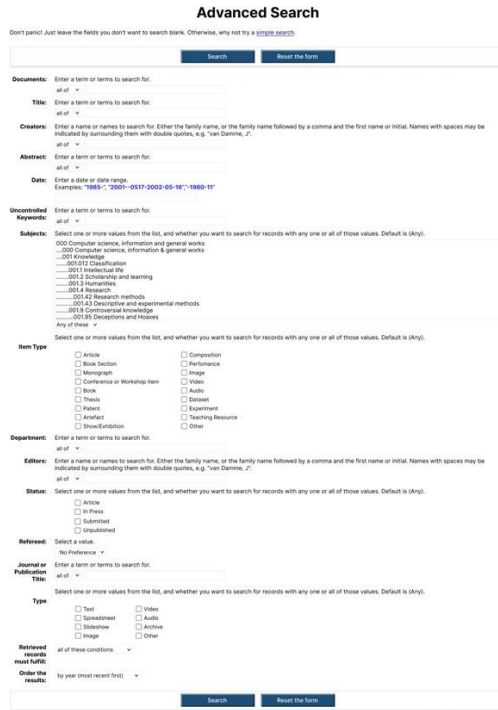 Advanced Search
Don't panic! Just leave the fields you don't want to search blank. Otherwise, why not try a simple search.
Search Reset the form
Documents: Enter a term or terms to search for.
all of
Title: Enter a term or terms to search for.
all of
Creators: Enter a name or names to search for. Either the family name, or the family name followed by a comma and the first name or initial. Names with spaces may be
indicated by surrounding them with double quotes, e.g. "van Damme, J".
all of
Abstract: Enter a term or terms to search for.
all of
Date: Enter a date or date range.
Examples: "1985-", "2001--0517-2002-05-16","-1980-11"
Uncontrolled Keywords: Enter a term or terms to search for.
all of
Subjects: Select one or more values from the list, and whether you want to search for records with any one or all of those values. Default is (Any).
000 Computer science, information and general works
...000 Computer science, information & general works
...001 Knowledge
........001.012 Classification
........001.1 Intellectual life
........001.2 Scholarship and learning
........001.3 Humanities
........001.4 Research
...........001.42 Research methods
...........001.43 Descriptive and experimental methods
........001.9 Controversial knowledge
...........001.95 Deceptions and Hoaxes
Any of these
Select one or more values from the list, and whether you want to search for records with any one or all of those values. Default is (Any).
Item Type
Article Composition
Book Section Perfomance
Monograph Image
Conference or Workshop Item Video
Book Audio
Thesis Dataset
Patent Experiment
Artefact Teaching Resource
Show/Exhibition Other
Department: Enter a term or terms to search for.
all of
Editors: Enter a name or names to search for. Either the family name, or the family name followed by a comma and the first name or initial. Names with spaces may be
indicated by surrounding them with double quotes, e.g. "van Damme, J".
all of
Status: Select one or more values from the list, and whether you want to search for records with any one or all of those values. Default is (Any).
Article
In Press
Submitted
Unpublished
Refereed: Select a value.
No Preference
Journal or Publication Title: Enter a term or terms to search for.
all of
Select one or more values from the list, and whether you want to search for records with any one or all of those values. Default is (Any).
Type
Text Video
Spreadsheet Audio
Slideshow Archive
Image Other
Retrieved records must fulfill: all of these conditions
Order the results: by year (most recent first)
Search Reset the form